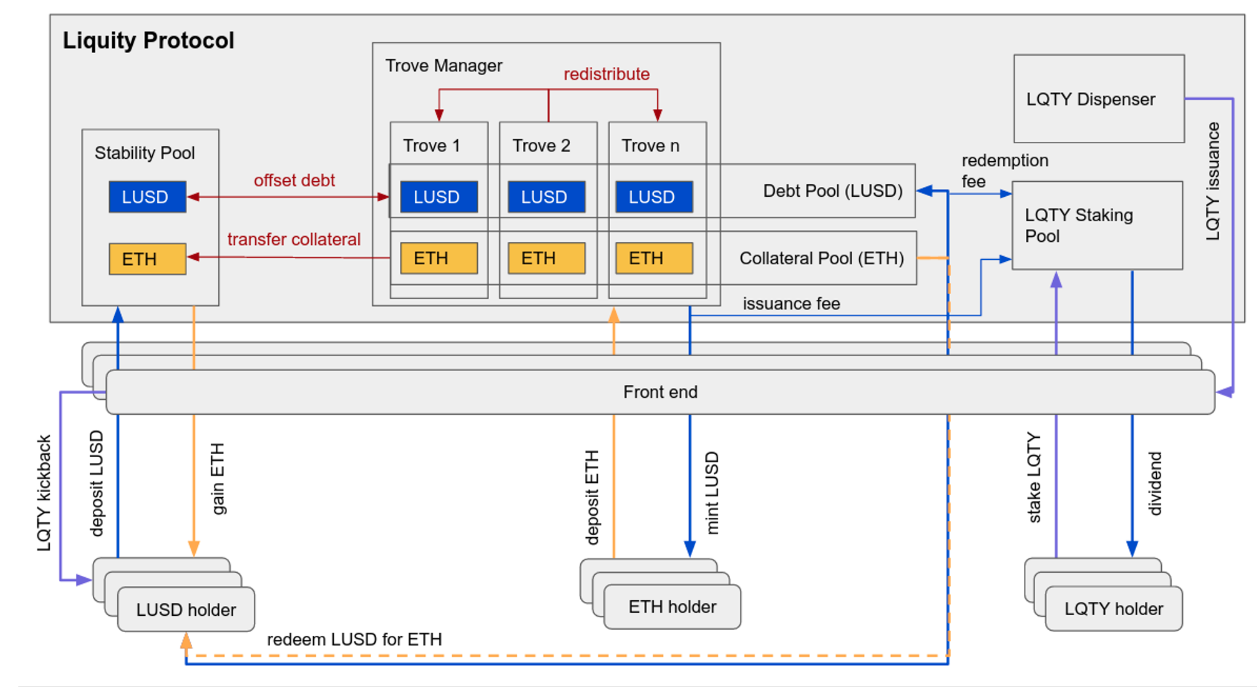 Liquity Protocol
Trove Manager
redistribute
LQTY Dispenser
Stability Pool
Trove 1
Trove 2
Trove n
redemption
fee
LQTY issuance
LUSD
offset debt
LUSD
LUSD
LUSD
Debt Pool (LUSD)
LQTY Staking
Pool
ETH
transfer collateral
ETH
ETH
ETH
Collateral Pool (ETH)
issuance fee
Front end
LQTY kickback
deposit LUSD
gain ETH
deposit ETH
mint LUSD
stake LQTY
dividend
LUSD holder
ETH holder
LQTY holder
redeem LUSD for ETH